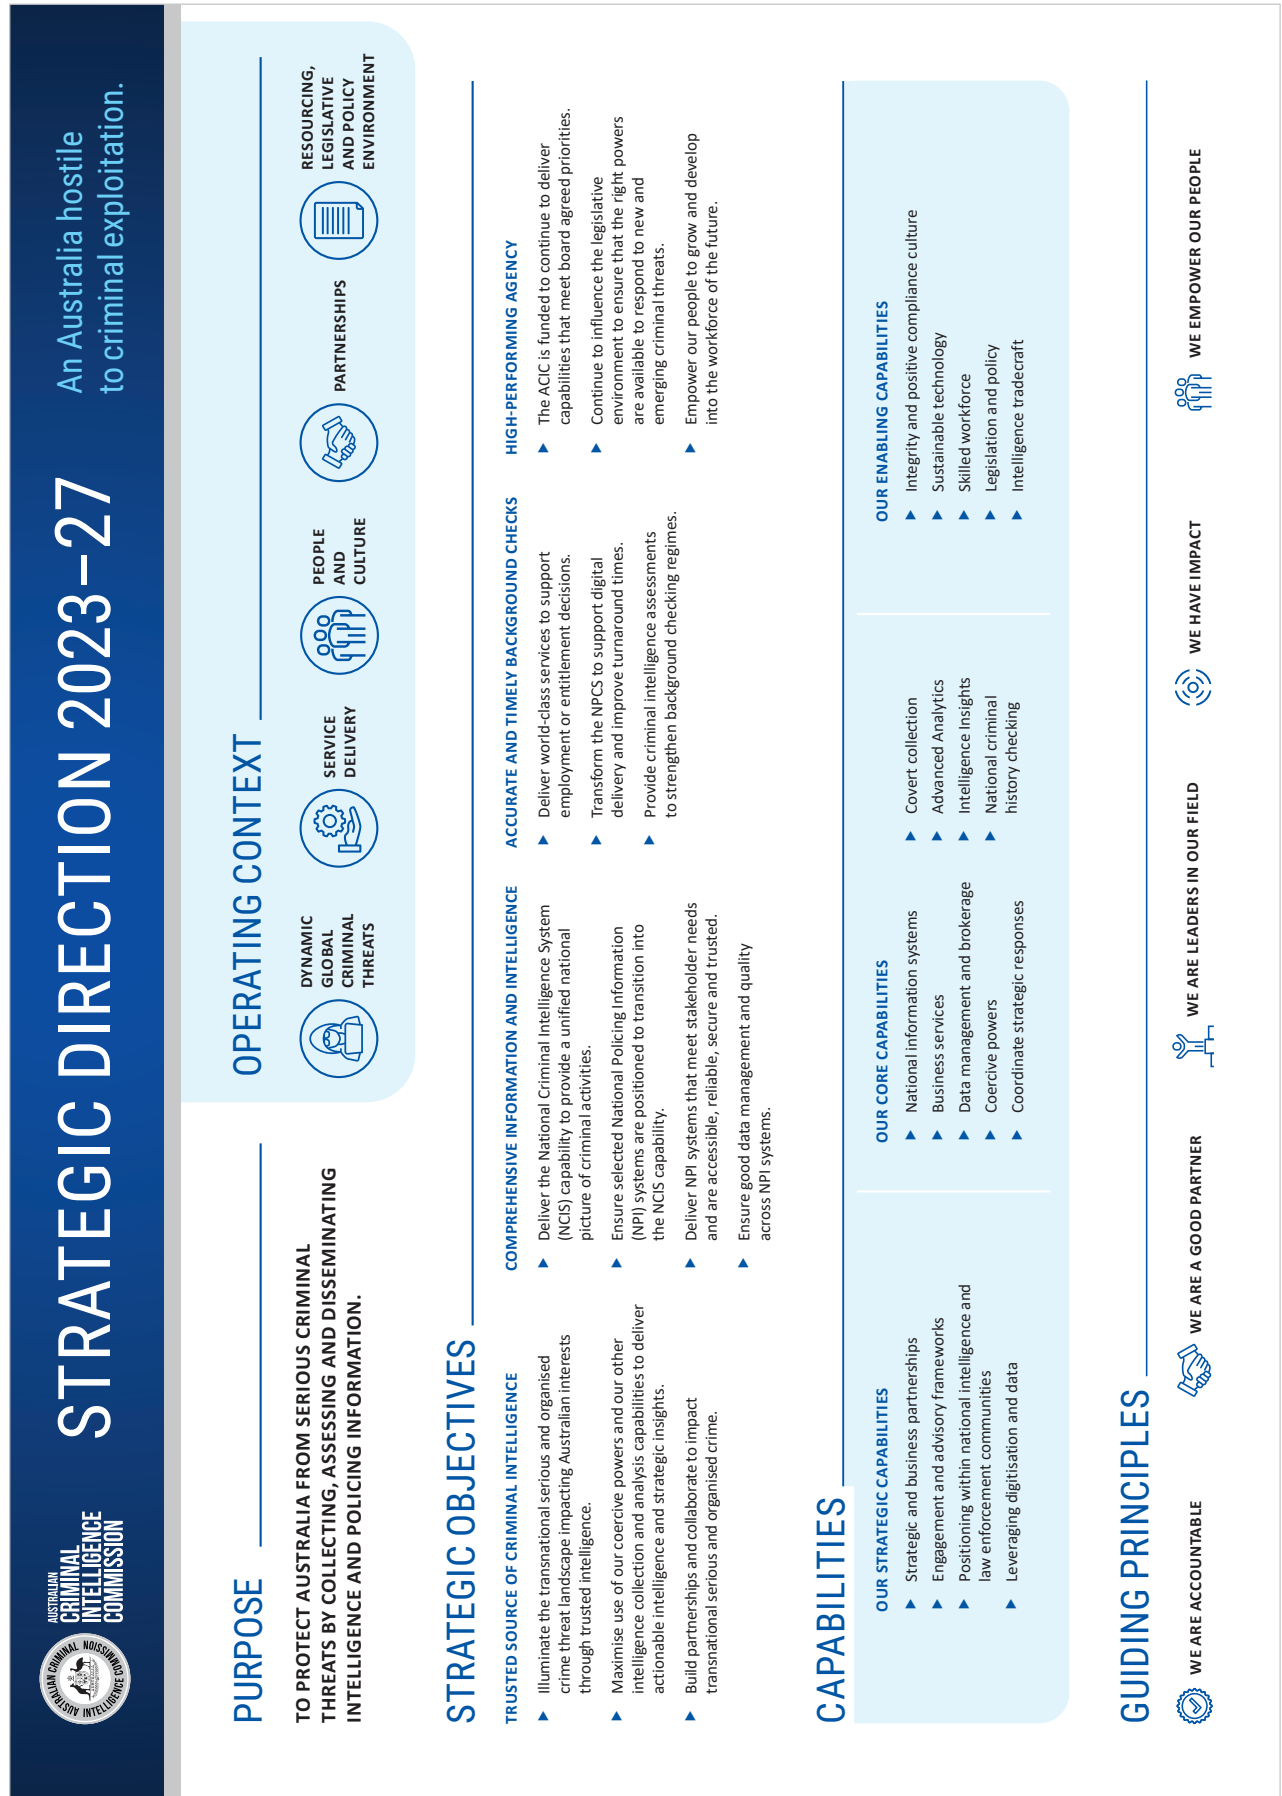 AUSTRALIAN CRIMINAL
INTELLIGENCE COMMISSION
AUSTRALIAN
CRIMINAL
INTELLIGENCE
COMMISSION
STRATEGIC DIRECTION 2023–27
An Australia hostile
to criminal exploitation.
PURPOSE
TO PROTECT AUSTRALIA FROM SERIOUS CRIMINAL
THREATS BY COLLECTING, ASSESSING AND DISSEMINATING
INTELLIGENCE AND POLICING INFORMATION.
OPERATING CONTEXT
DYNAMIC
GLOBAL
CRIMINAL
THREATS
SERVICE
DELIVERY
PEOPLE
AND
CULTURE
PARTNERSHIPS
RESOURCING,
LEGISLATIVE
AND POLICY
ENVIRONMENT
STRATEGIC OBJECTIVES
TRUSTED SOURCE OF CRIMINAL INTELLIGENCE
Illuminate the transnational serious and organised
crime threat landscape impacting Australian interests
through trusted intelligence.
Maximise use of our coercive powers and our other
intelligence collection and analysis capabilities to deliver
actionable intelligence and strategic insights.
Build partnerships and collaborate to impact
transnational serious and organised crime.
COMPREHENSIVE INFORMATION AND INTELLIGENCE
Deliver the National Criminal Intelligence System
(NCIS) capability to provide a unified national
picture of criminal activities.
Ensure selected National Policing Information
(NPI) systems are positioned to transition into
the NCIS capability.
Deliver NPI systems that meet stakeholder needs
and are accessible, reliable, secure and trusted.
Ensure good data management and quality
across NPI systems.
ACCURATE AND TIMELY BACKGROUND CHECKS
Deliver world-class services to support
employment or entitlement decisions.
Transform the NPCS to support digital
delivery and improve turnaround times.
Provide criminal intelligence assessments
to strengthen background checking regimes.
HIGH-PERFORMING AGENCY
The ACIC is funded to continue to deliver
capabilities that meet board agreed priorities.
Continue to influence the legislative
environment to ensure that the right powers
are available to respond to new and
emerging criminal threats.
Empower our people to grow and develop
into the workforce of the future.
CAPABILITIES
OUR STRATEGIC CAPABILITIES
Strategic and business partnerships
Engagement and advisory frameworks
Positioning within national intelligence and
law enforcement communities
Leveraging digitisation and data
OUR CORE CAPABILITIES
National information systems
Business services
Data management and brokerage
Coercive powers
Coordinate strategic responses
Covert collection
Advanced Analytics
Intelligence Insights
National criminal
history checking
OUR ENABLING CAPABILITIES
Integrity and positive compliance culture
Sustainable technology
Skilled workforce
Legislation and policy
Intelligence tradecraft
GUIDING PRINCIPLES
WE ARE ACCOUNTABLE
WE ARE A GOOD PARTNER
WE ARE LEADERS IN OUR FIELD
WE HAVE IMPACT
WE EMPOWER OUR PEOPLE